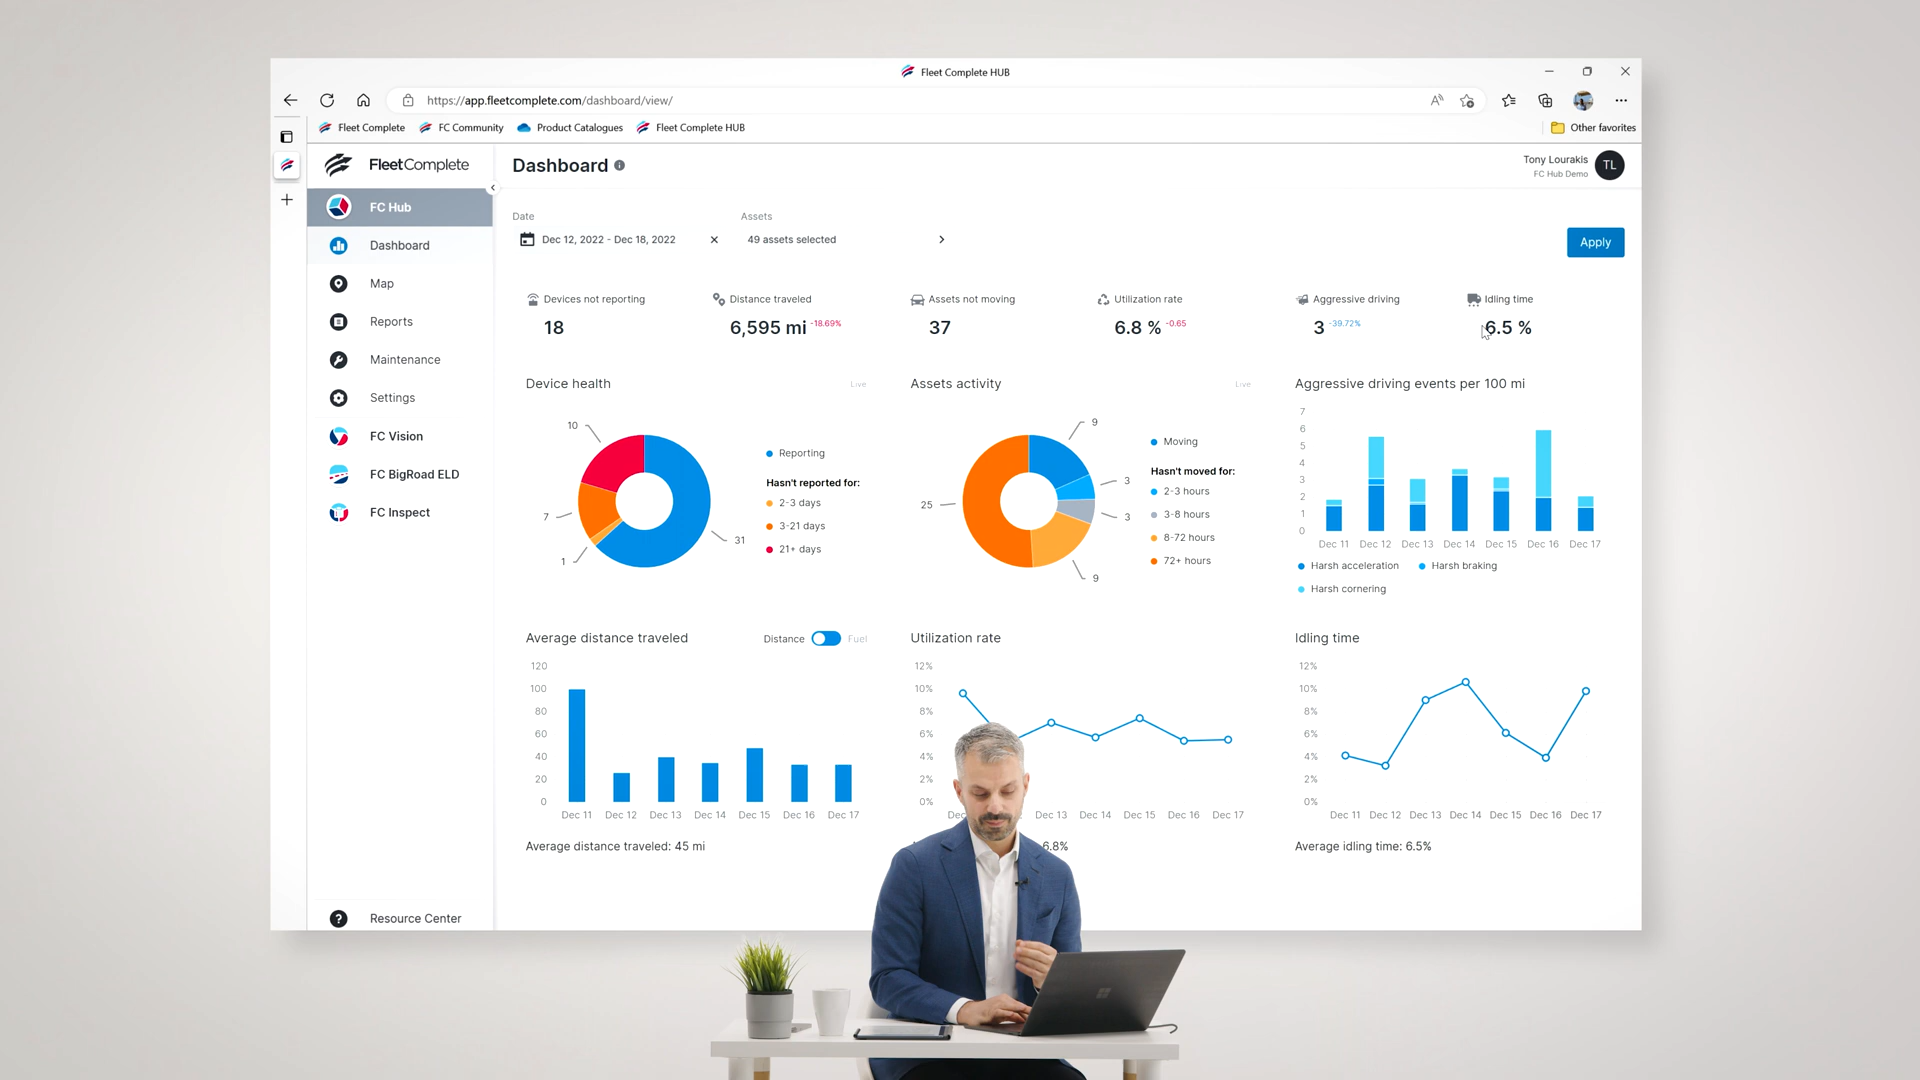 Fleet Complete HUB
https://app.fleetcomplete.com/dashboard/view/
Fleet Complete
FC Community
Product Catalogues
Fleet Complete HUB
Other favorites
FleetComplete
Dashboard
Tony Lourakis
FC Hub Demo
TL
FC Hub
Dashboard
Map
Reports
Maintenance
Settings
FC Vision
FC BigRoad ELD
FC Inspect
Resource Center
Date
Dec 12, 2022 - Dec 18, 2022
Assets
49 assets selected
Apply
Devices not reporting
18
Distance traveled
6,595 mi -18.69%
Assets not moving
37
Utilization rate
6.8 % -0.65
Aggressive driving
3 -39.72%
Idling time
6.5 %
Device health
Live
10
7
1
31
Reporting
Hasn't reported for:
2-3 days
3-21 days
21+ days
Assets activity
Live
9
3
3
9
25
Moving
Hasn't moved for:
2-3 hours
3-8 hours
8-72 hours
72+ hours
Aggressive driving events per 100 mi
7
6
5
4
3
2
1
0
Dec 11 Dec 12 Dec 13 Dec 14 Dec 15 Dec 16 Dec 17
Harsh acceleration
Harsh braking
Harsh cornering
Average distance traveled
Distance
Fuel
120
100
80
60
40
20
0
Dec 11 Dec 12 Dec 13 Dec 14 Dec 15 Dec 16 Dec 17
Average distance traveled: 45 mi
Utilization rate
12%
10%
8%
6%
4%
2%
0%
Dec 13 Dec 14 Dec 15 Dec 16 Dec 17
6.8%
Idling time
12%
10%
8%
6%
4%
2%
0%
Dec 11 Dec 12 Dec 13 Dec 14 Dec 15 Dec 16 Dec 17
Average idling time: 6.5%